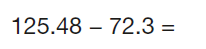 125.48 – 72.3 =